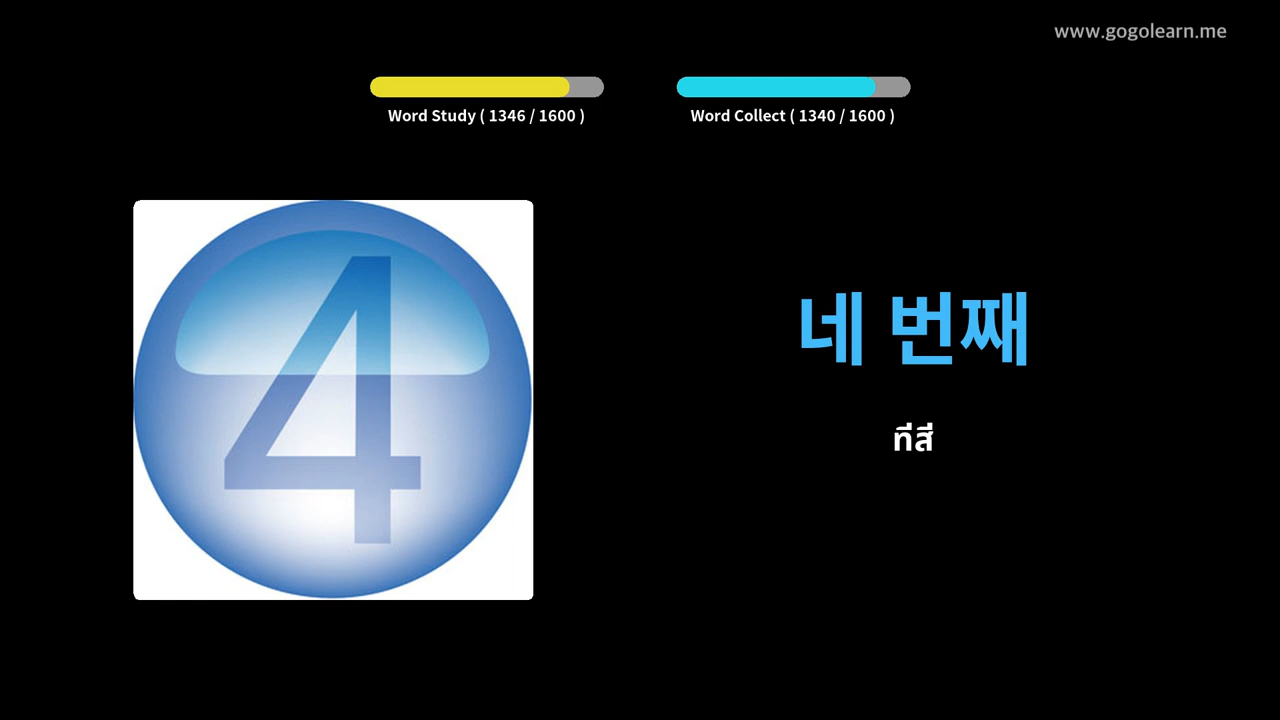 www.gogolearn.me
Word Study ( 1346 / 1600 )
Word Collect ( 1340 / 1600 )
4
네 번째
ทีสี